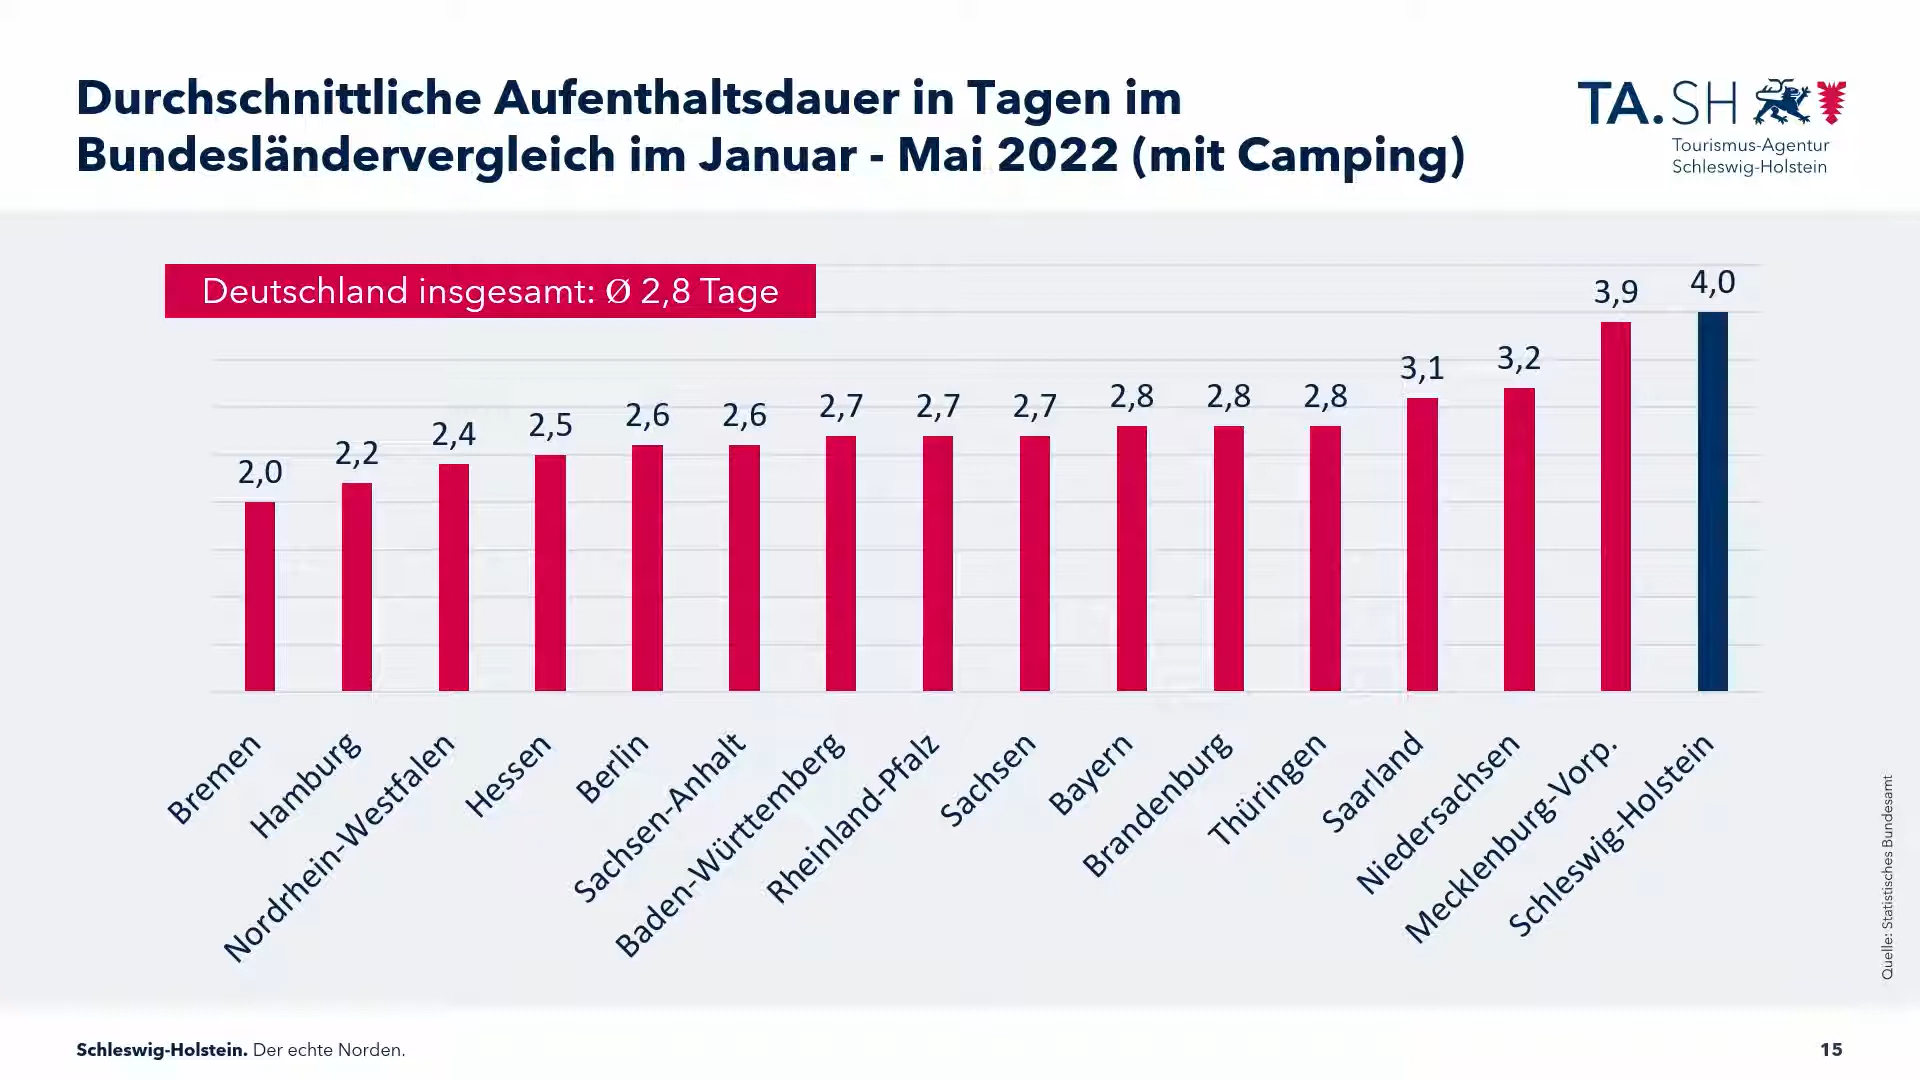 Durchschnittliche Aufenthaltsdauer in Tagen im
Bundesländervergleich im Januar - Mai 2022 (mit Camping)
TA.SH
Tourismus-Agentur
Schleswig-Holstein
Deutschland insgesamt: Ø 2,8 Tage
2,0
2,2
2,4
2,5
2,6
2,6
2,7
2,7
2,7
2,8
2,8
2,8
3,1
3,2
3,9
4,0
Bremen
Hamburg
Nordrhein-Westfalen
Hessen
Berlin
Sachsen-Anhalt
Baden-Württemberg
Rheinland-Pfalz
Sachsen
Bayern
Brandenburg
Thüringen
Saarland
Niedersachsen
Mecklenburg-Vorp.
Schleswig-Holstein
Quelle: Statistisches Bundesamt
Schleswig-Holstein. Der echte Norden.
15